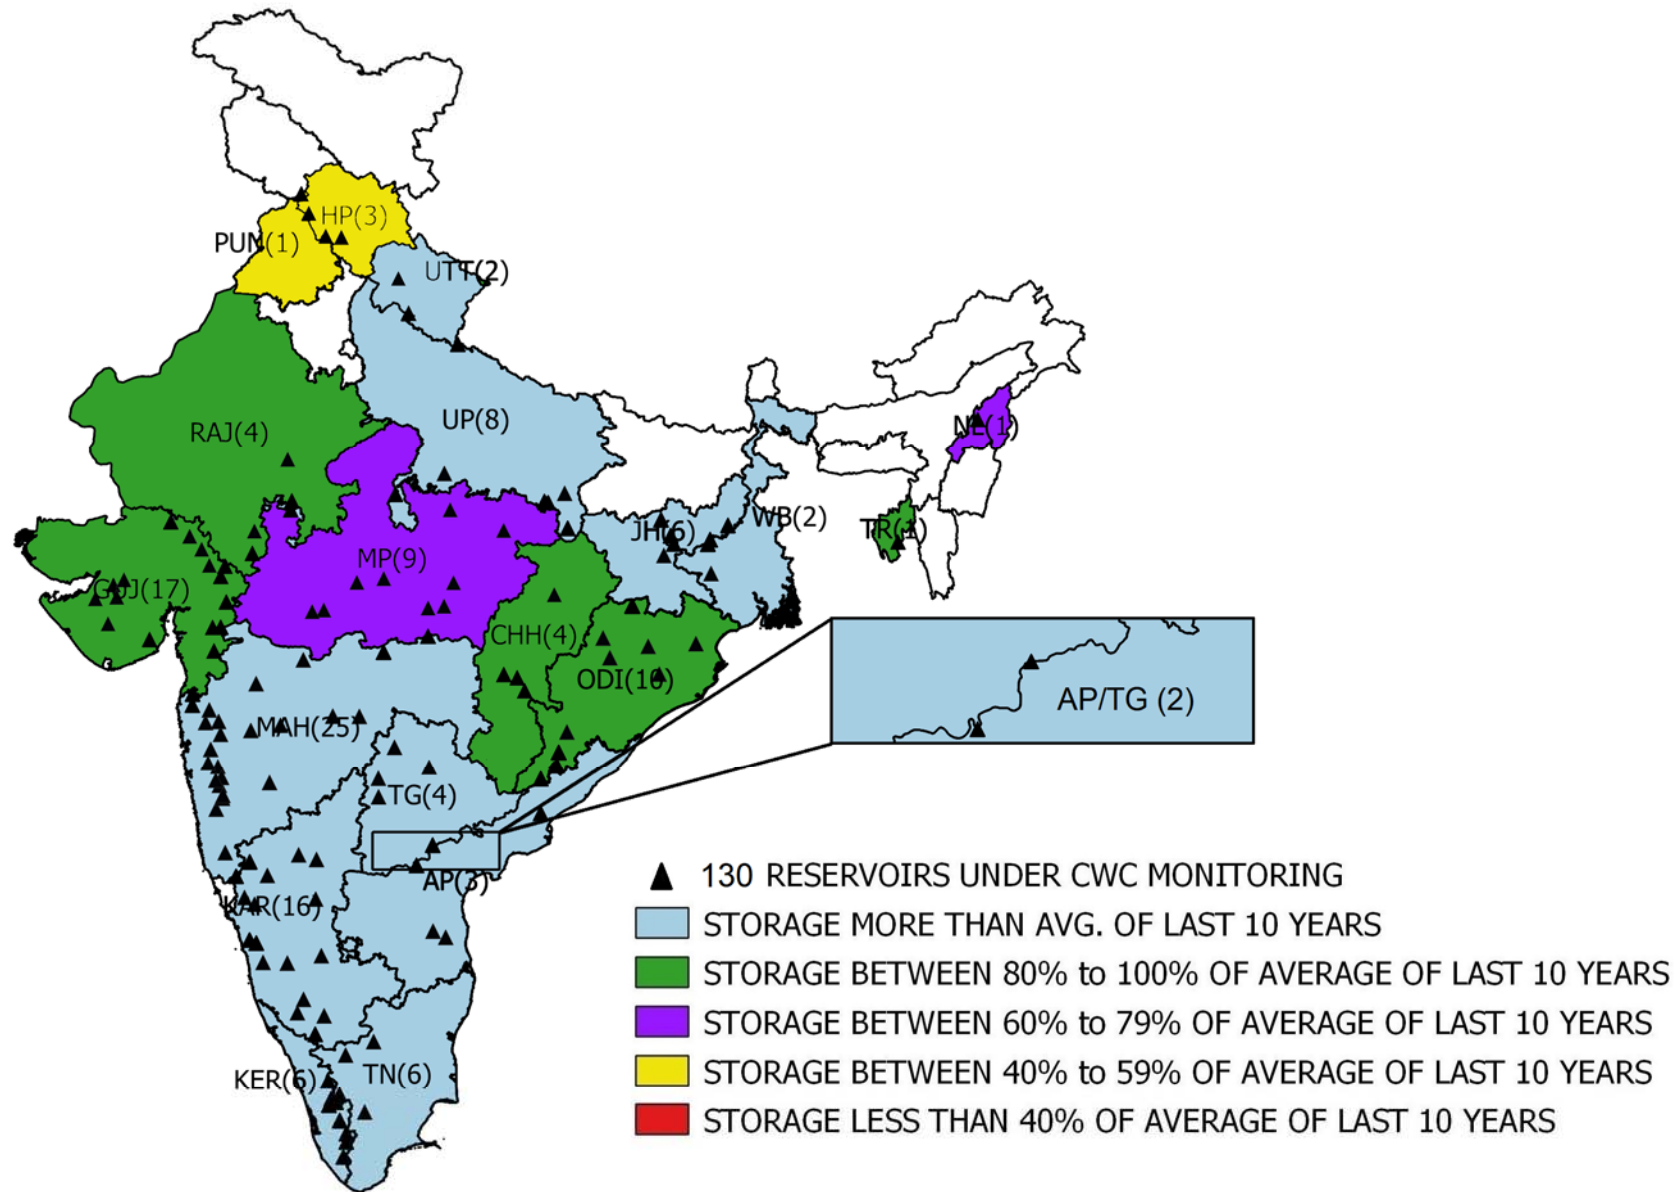 HP(3)
PUN(1)
UTT(2)
UP(8)
RAJ(4)
NL(1)
WB(2)
TR(1)
JH(6)
MP(9)
GUJ(17)
CHH(4)
ODI(10)
AP/TG (2)
MAH(25)
TG(4)
130 RESERVOIRS UNDER CWC MONITORING
AP(3)
KAR(16)
STORAGE MORE THAN AVG. OF LAST 10 YEARS
STORAGE BETWEEN 80% to 100% OF AVERAGE OF LAST 10 YEARS
STORAGE BETWEEN 60% to 79% OF AVERAGE OF LAST 10 YEARS
KER(6)
TN(6)
STORAGE BETWEEN 40% to 59% OF AVERAGE OF LAST 10 YEARS
STORAGE LESS THAN 40% OF AVERAGE OF LAST 10 YEARS